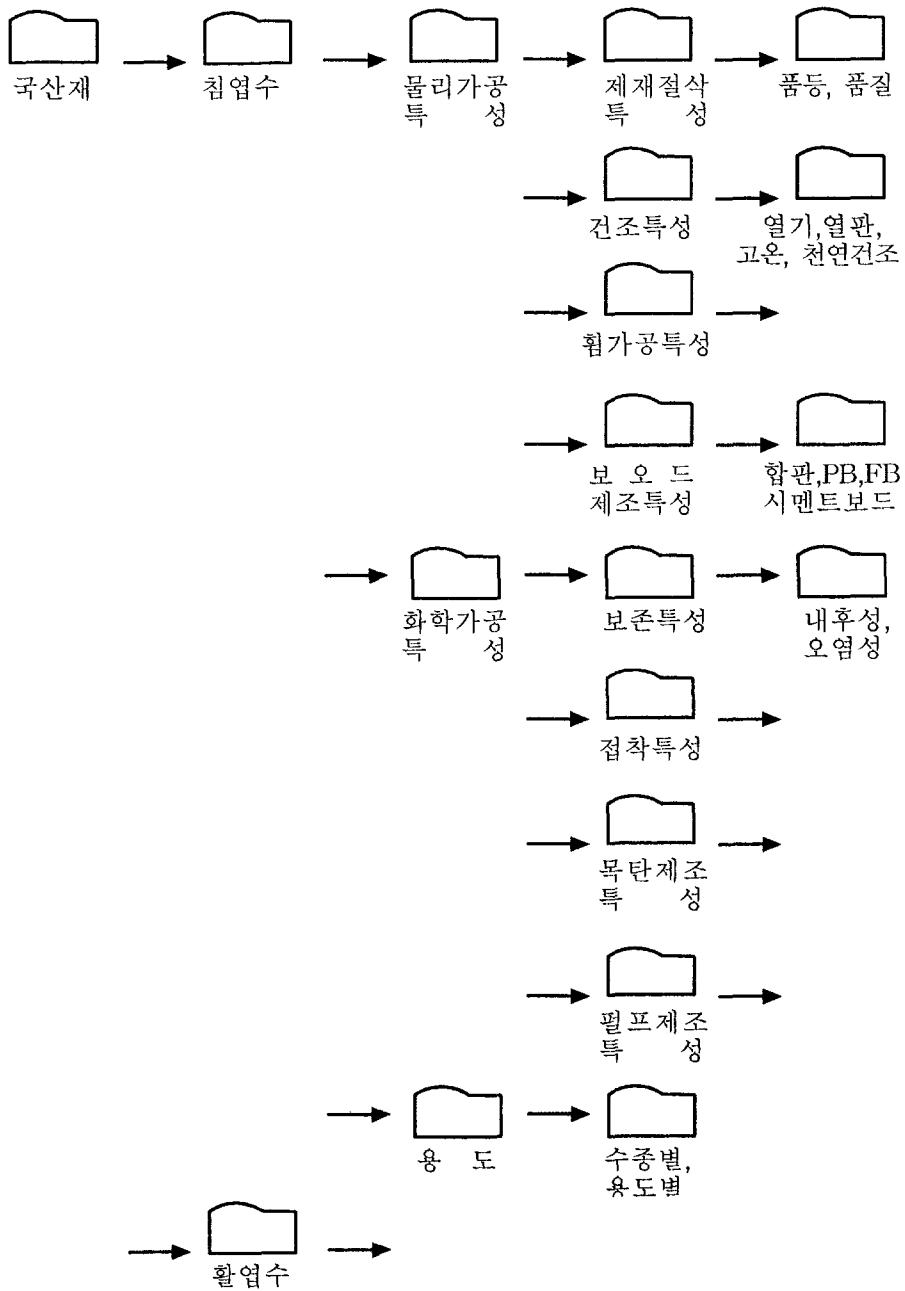 국산재
침엽수
물리가공
특 성
제재절삭
특 성
품등, 품질
건조특성
열기,열판,
고온, 천연건조
휨가공특성
보 오 드
제조특성
합판,PB,FB
시멘트보드
화학가공
특 성
보존특성
내후성,
오염성
접착특성
목탄제조
특 성
펄프제조
특 성
용 도
수종별,
용도별
활엽수